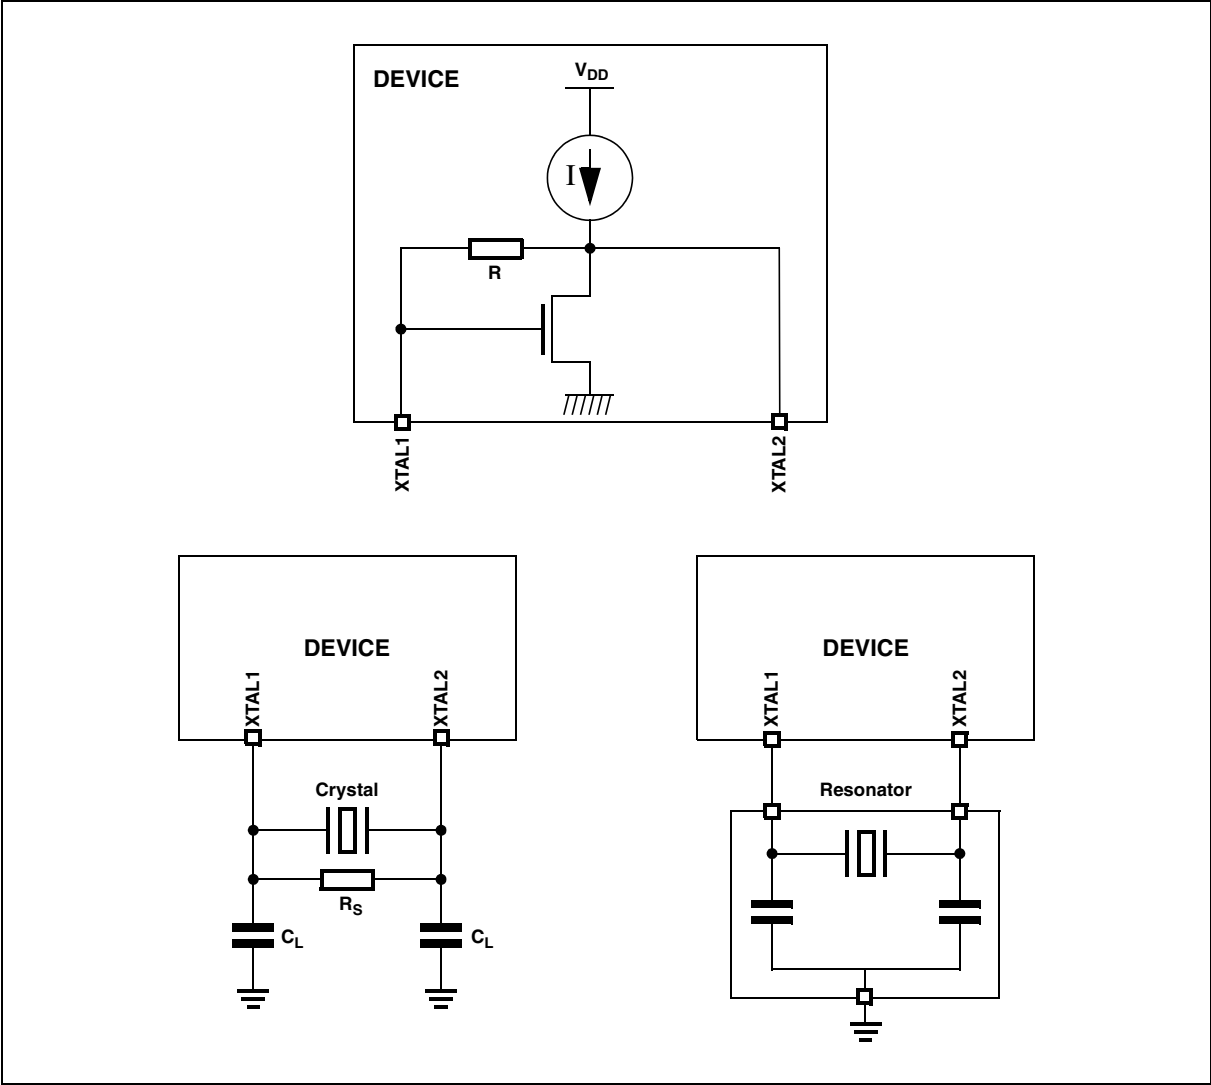 DEVICE
VDD
I
R
XTAL1
XTAL2
DEVICE
XTAL1
XTAL2
Crystal
RS
CL
CL
DEVICE
XTAL1
XTAL2
Resonator